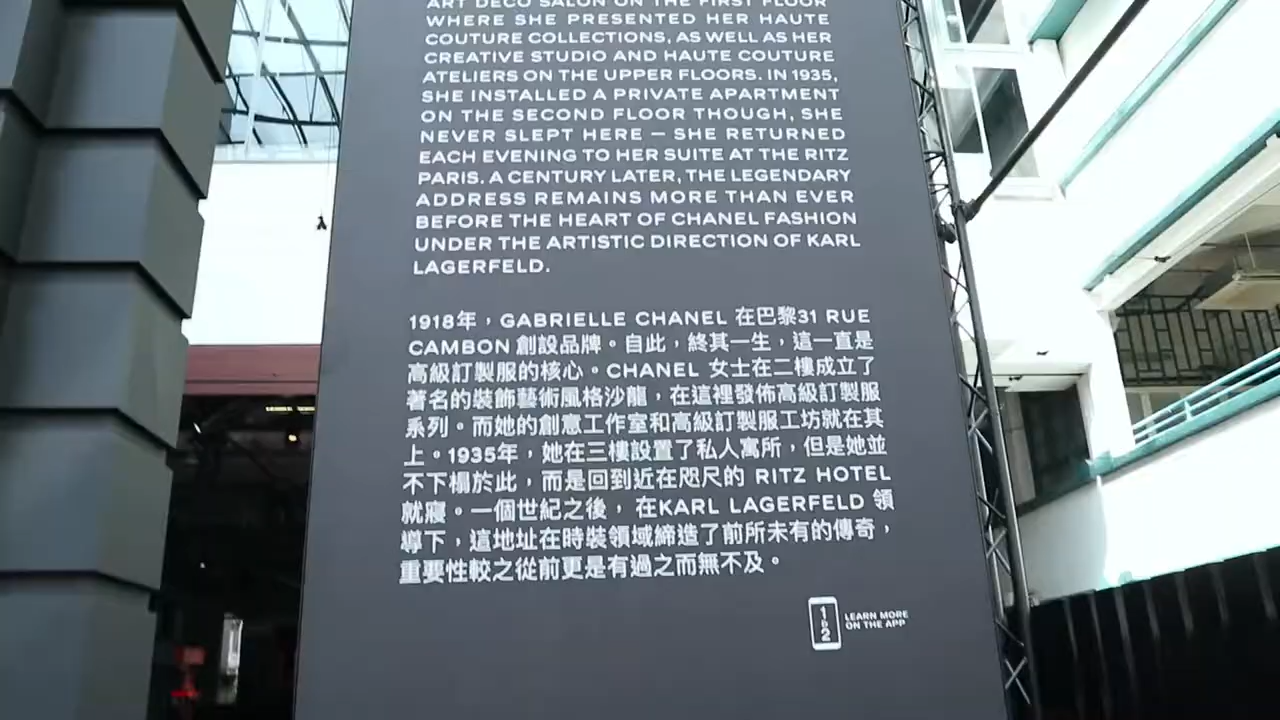 ART DECO SALON ON THE FIRST FLOOR
WHERE SHE PRESENTED HER HAUTE
COUTURE COLLECTIONS, AS WELL AS HER
CREATIVE STUDIO AND HAUTE COUTURE
ATELIERS ON THE UPPER FLOORS. IN 1935,
SHE INSTALLED A PRIVATE APARTMENT
ON THE SECOND FLOOR THOUGH, SHE
NEVER SLEPT HERE — SHE RETURNED
EACH EVENING TO HER SUITE AT THE RITZ
PARIS. A CENTURY LATER, THE LEGENDARY
ADDRESS REMAINS MORE THAN EVER
BEFORE THE HEART OF CHANEL FASHION
UNDER THE ARTISTIC DIRECTION OF KARL
LAGERFELD.
1918年，GABRIELLE CHANEL 在巴黎31 RUE
CAMBON 創設品牌。自此，終其一生，這一直是
高級訂製服的核心。CHANEL 女士在二樓成立了
著名的裝飾藝術風格沙龍，在這裡發佈高級訂製服
系列。而她的創意工作室和高級訂製服工坊就在其
上。1935年，她在三樓設置了私人寓所，但是她並
不下榻於此，而是回到近在咫尺的 RITZ HOTEL
就寢。一個世紀之後， 在KARL LAGERFELD 領
導下，這地址在時裝領域締造了前所未有的傳奇，
重要性較之從前更是有過之而無不及。
1
2
LEARN MORE
ON THE APP